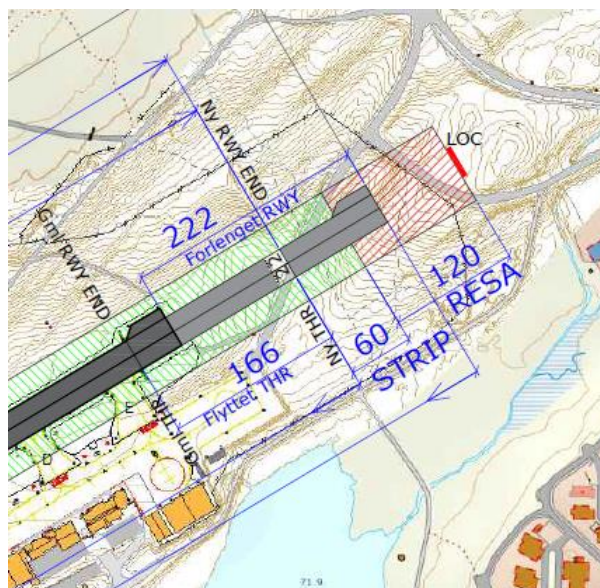 LOC
Ny RWY END
222
Forlenget RWY
Gml RWY END
22
120
RESA
Ny THR
60
STRIP
166
Flyttet THR
Gml THR
E
D
71.9